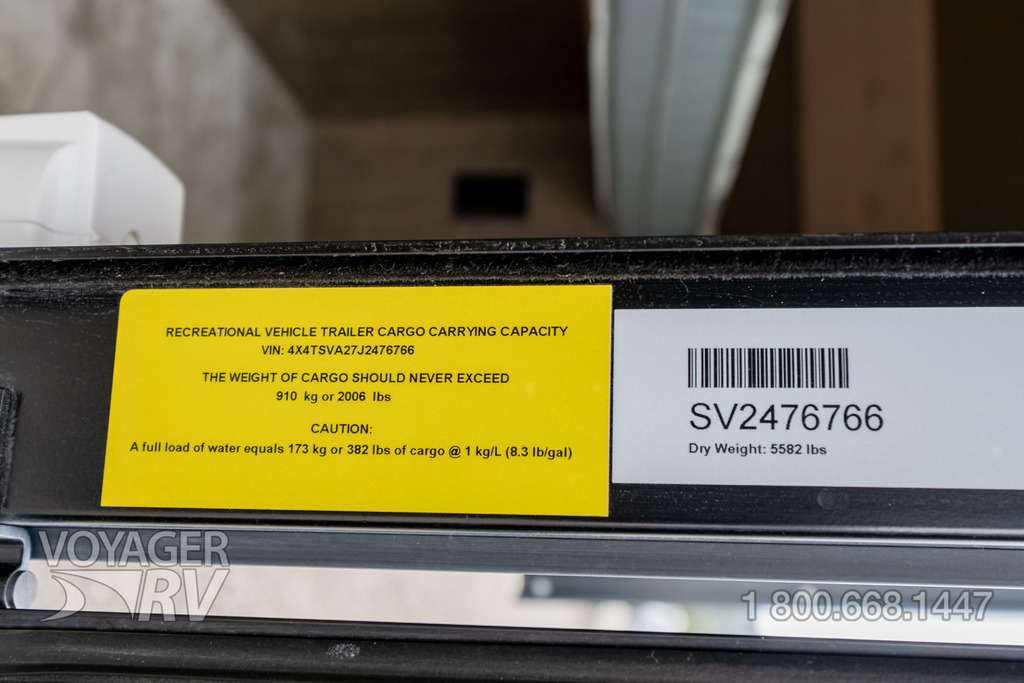 RECREATIONAL VEHICLE TRAILER CARGO CARRYING CAPACITY
VIN: 4X4TSVA27J2476766
THE WEIGHT OF CARGO SHOULD NEVER EXCEED
910 kg or 2006 lbs
CAUTION:
A full load of water equals 173 kg or 382 lbs of cargo @ 1 kg/L (8.3 lb/gal)
SV2476766
Dry Weight: 5582 lbs
VOYAGER
RV
1 800.668.1447